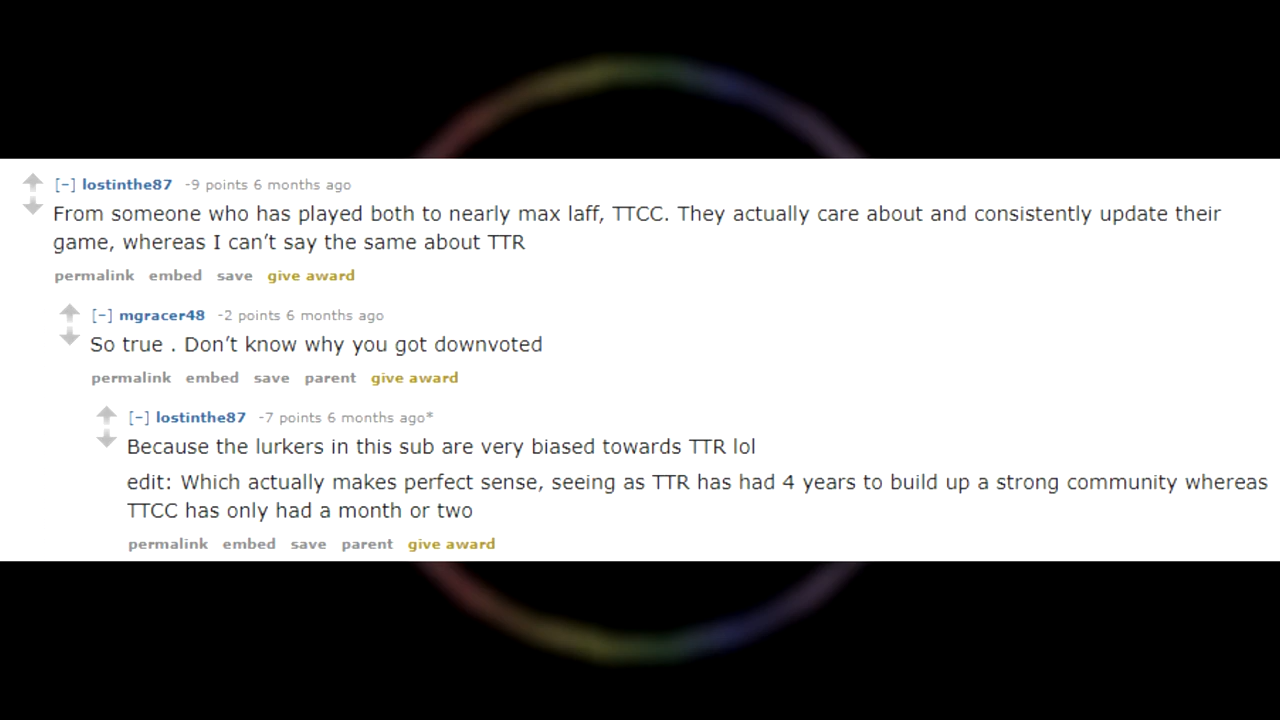 [-] lostinthe87 -9 points 6 months ago
From someone who has played both to nearly max laff, TTCC. They actually care about and consistently update their
game, whereas I can’t say the same about TTR
permalink embed save give award
[-] mgracer48 -2 points 6 months ago
So true . Don’t know why you got downvoted
permalink embed save parent give award
[-] lostinthe87 -7 points 6 months ago*
Because the lurkers in this sub are very biased towards TTR lol
edit: Which actually makes perfect sense, seeing as TTR has had 4 years to build up a strong community whereas
TTCC has only had a month or two
permalink embed save parent give award